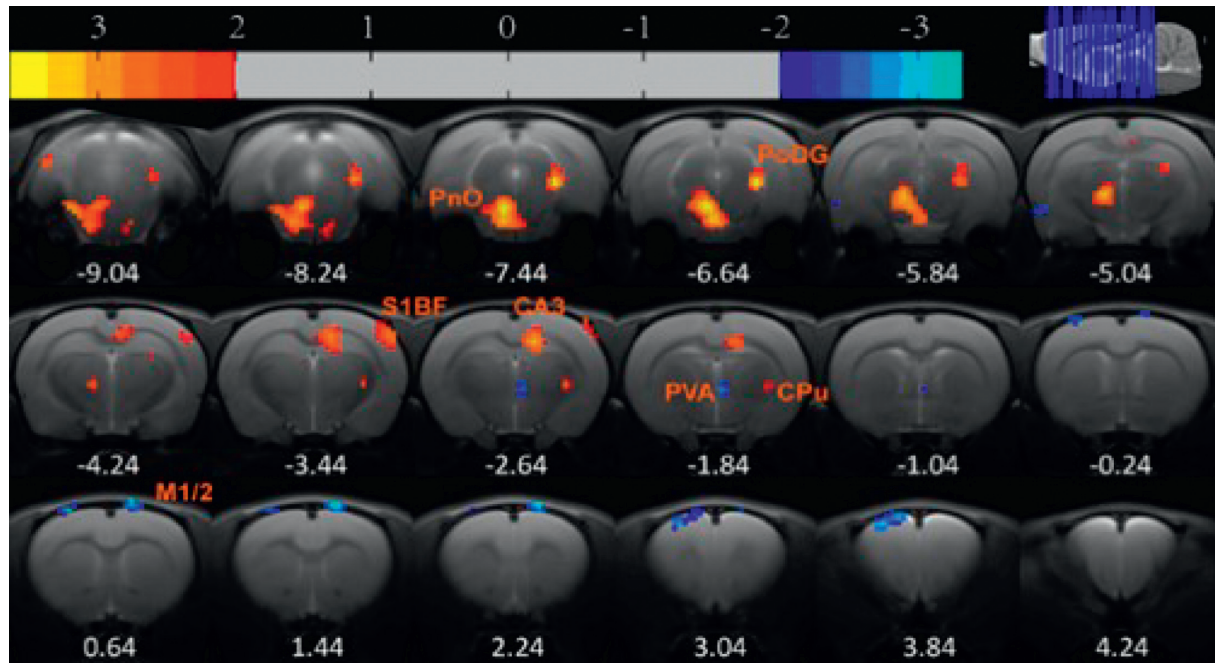 3 2 1 0 -1 -2 -3
PoDG
PnO
-9.04 -8.24 -7.44 -6.64 -5.84 -5.04
S1BF CA3
PVA CPu
-4.24 -3.44 -2.64 -1.84 -1.04 -0.24
M1/2
0.64 1.44 2.24 3.04 3.84 4.24